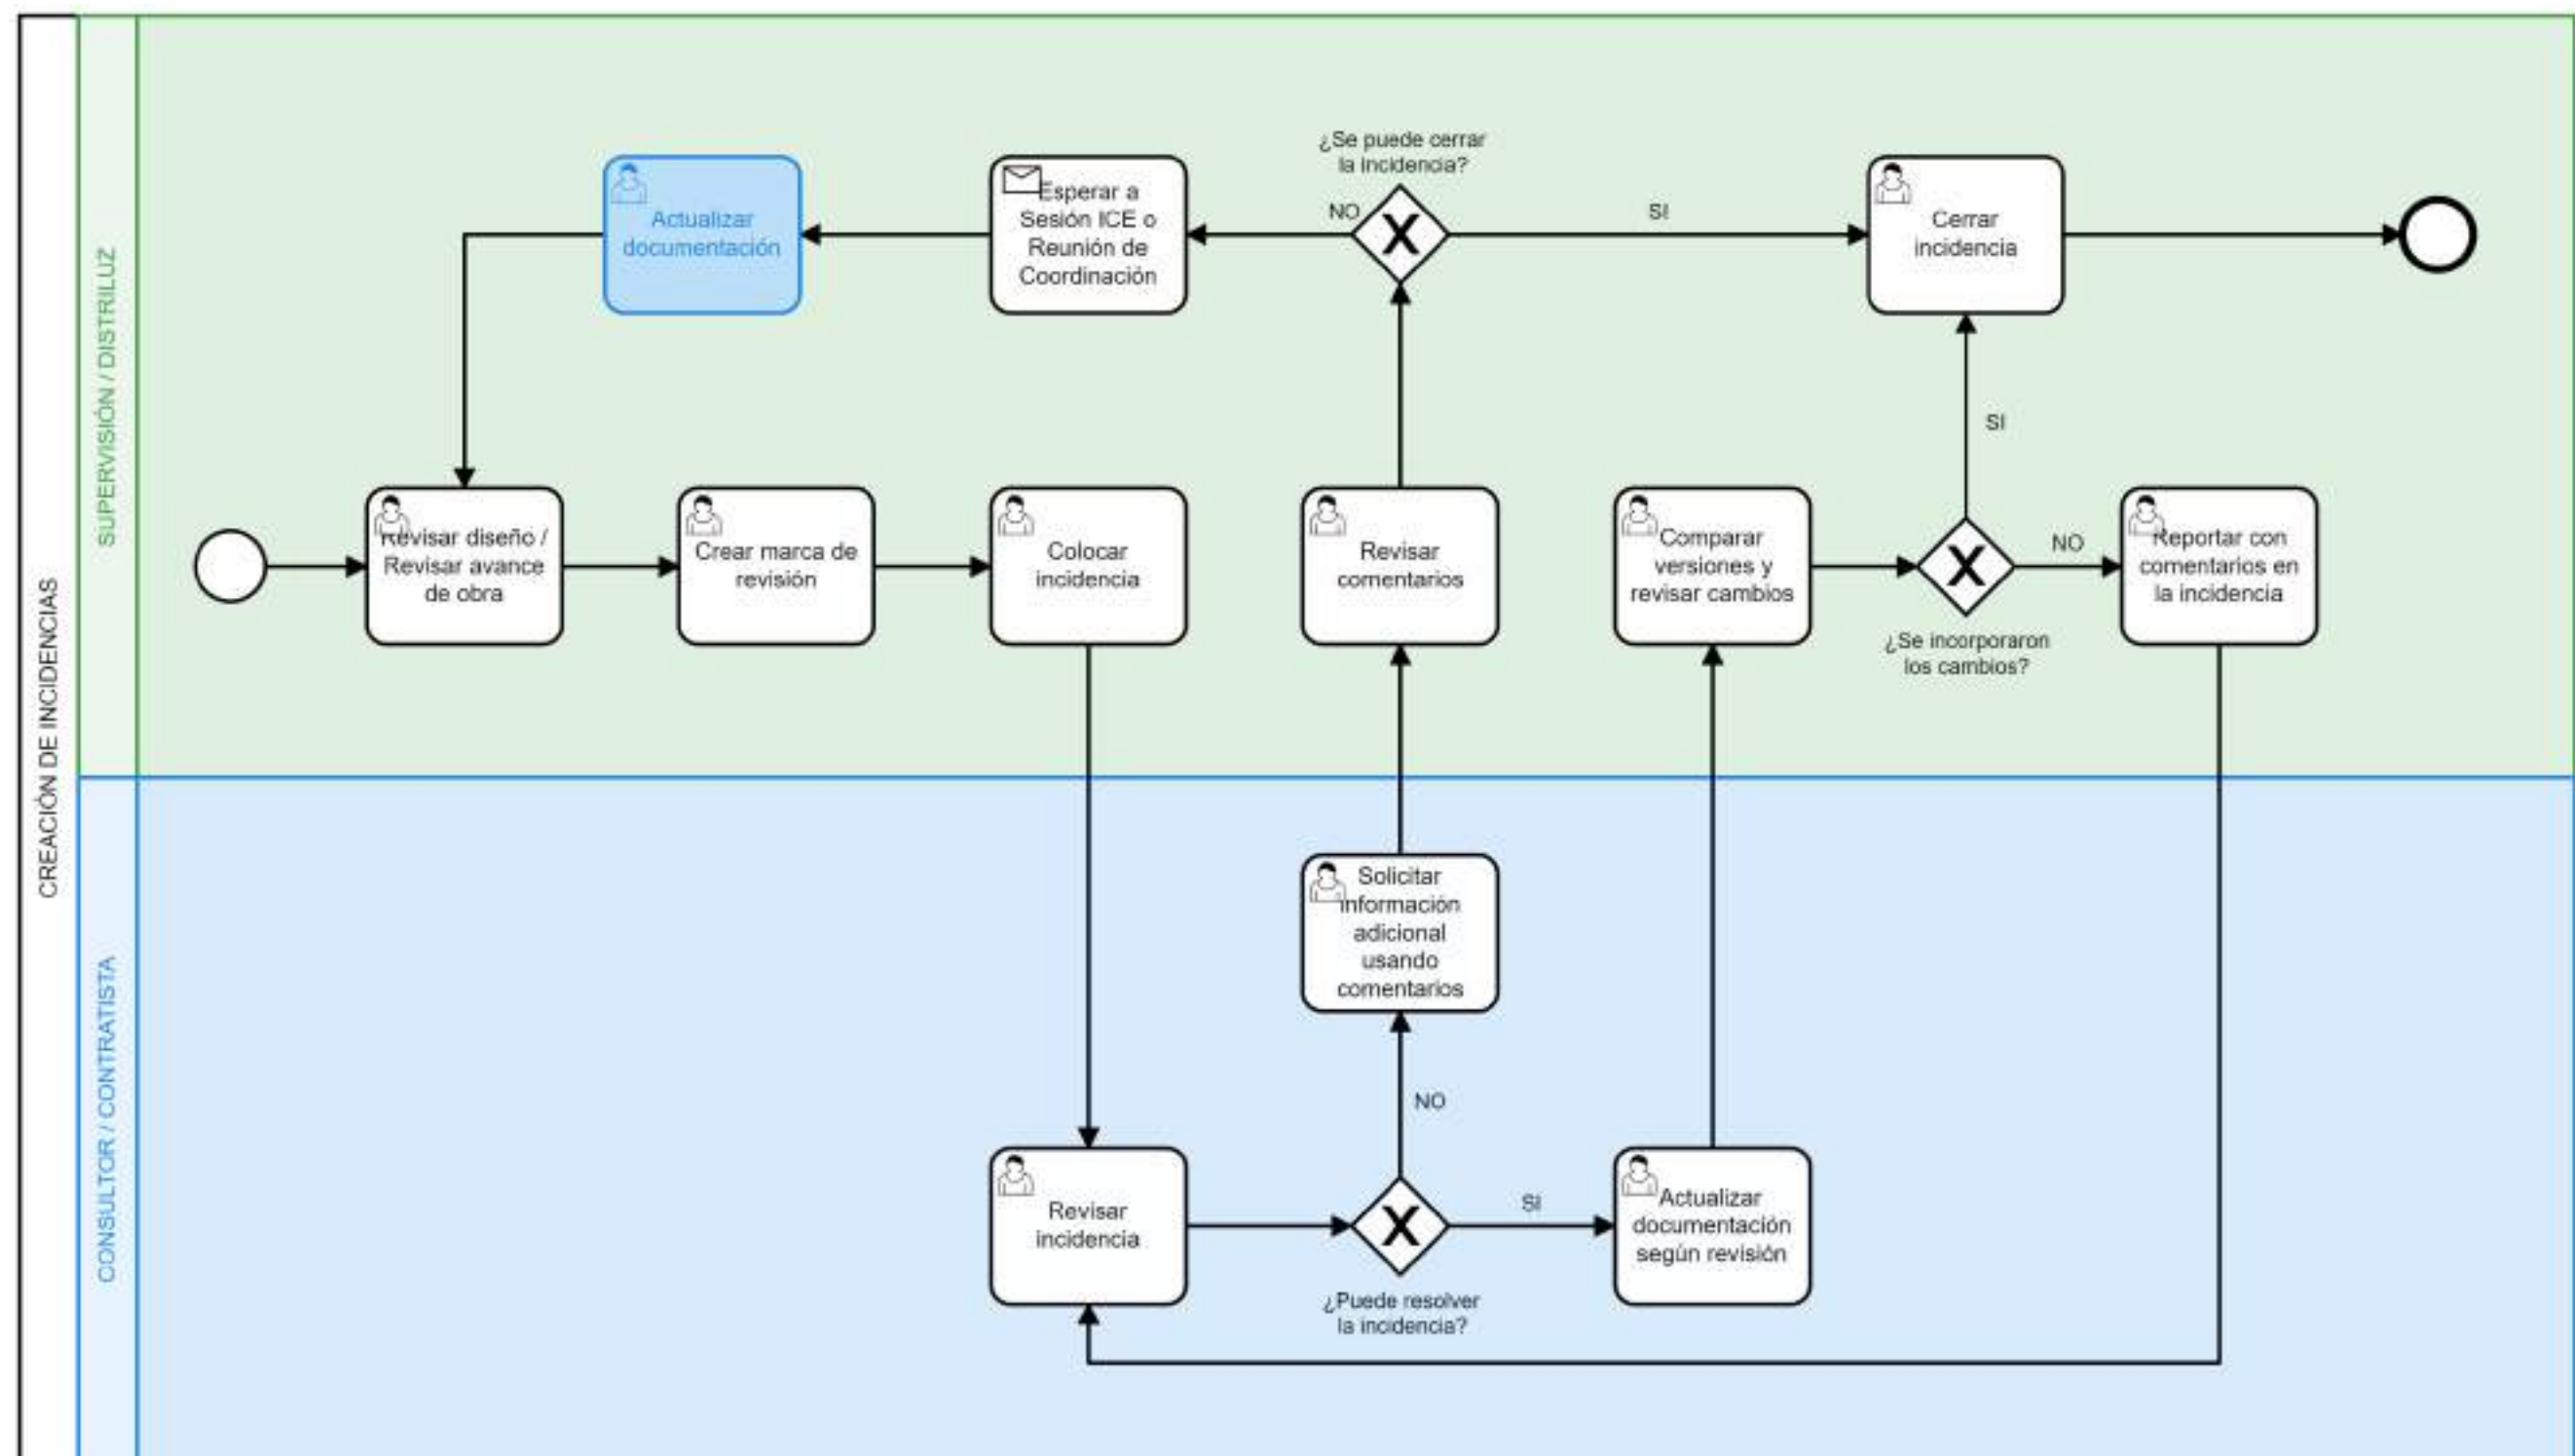 CREACIÓN DE INCIDENCIAS
SUPERVISIÓN / DISTRILUZ
¿Se puede cerrar
la incidencia?
Actualizar
documentación
Esperar a
Sesión ICE o
Reunión de
Coordinación
NO
SI
Cerrar
incidencia
SI
Revisar diseño /
Revisar avance
de obra
Crear marca de
revisión
Colocar
incidencia
Revisar
comentarios
Comparar
versiones y
revisar cambios
NO
Reportar con
comentarios en
la incidencia
¿Se incorporaron
los cambios?
CONSULTOR / CONTRATISTA
Solicitar
información
adicional
usando
comentarios
NO
Revisar
incidencia
SI
Actualizar
documentación
según revisión
¿Puede resolver
la incidencia?